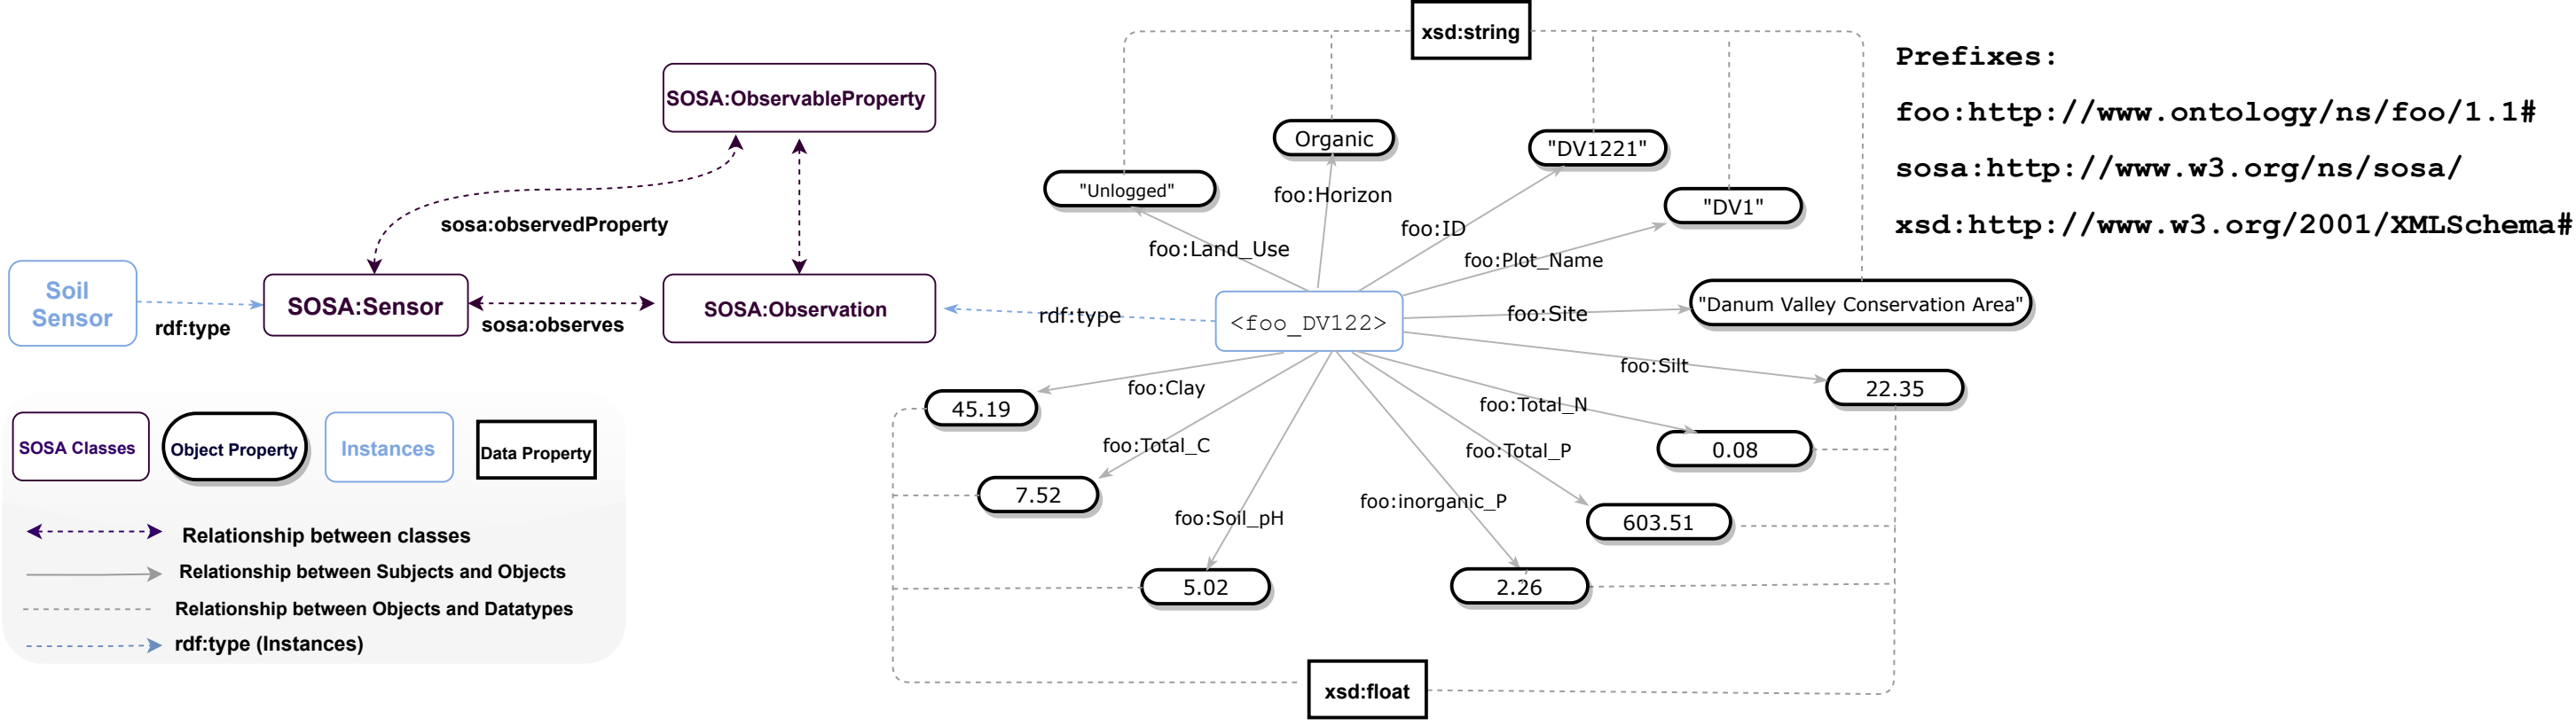 xsd:string
Prefixes:
foo:http://www.ontology/ns/foo/1.1#
sosa:http://www.w3.org/ns/sosa/
xsd:http://www.w3.org/2001/XMLSchema#
SOSA:ObservableProperty
Organic
"DV1221"
"Unlogged"
"DV1"
foo:Horizon
sosa:observedProperty
foo:ID
foo:Land_Use
foo:Plot_Name
Soil
Sensor
rdf:type
SOSA:Sensor
sosa:observes
SOSA:Observation
rdf:type
<foo_DV122>
foo:Site
"Danum Valley Conservation Area"
foo:Silt
22.35
foo:Clay
45.19
foo:Total_N
0.08
foo:Total_C
7.52
foo:Total_P
603.51
foo:Soil_pH
5.02
foo:inorganic_P
2.26
xsd:float
SOSA Classes
Object Property
Instances
Data Property
Relationship between classes
Relationship between Subjects and Objects
Relationship between Objects and Datatypes
rdf:type (Instances)